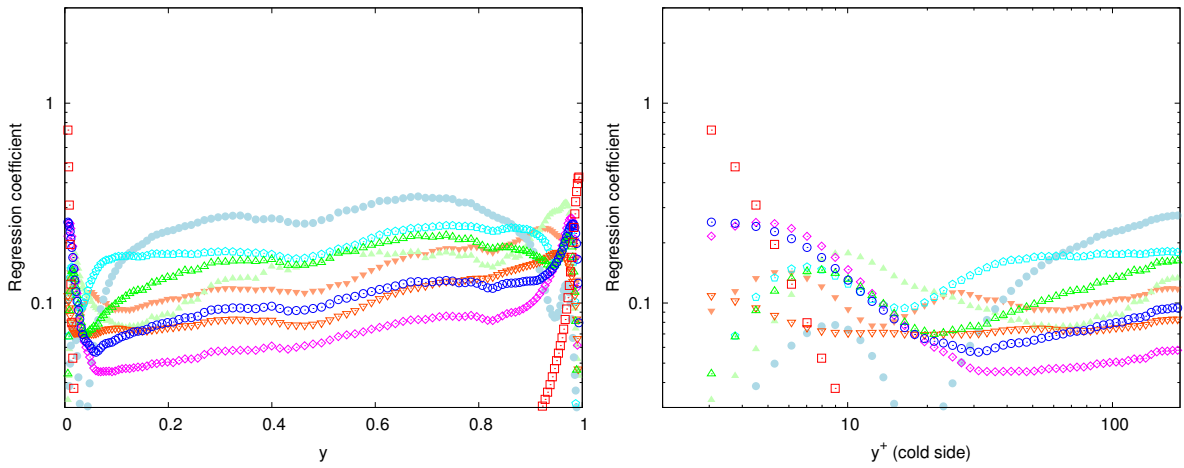 1
0.1
Regression coefficient
0 0.2 0.4 0.6 0.8 1
y
1
0.1
Regression coefficient
10 100
y+ (cold side)